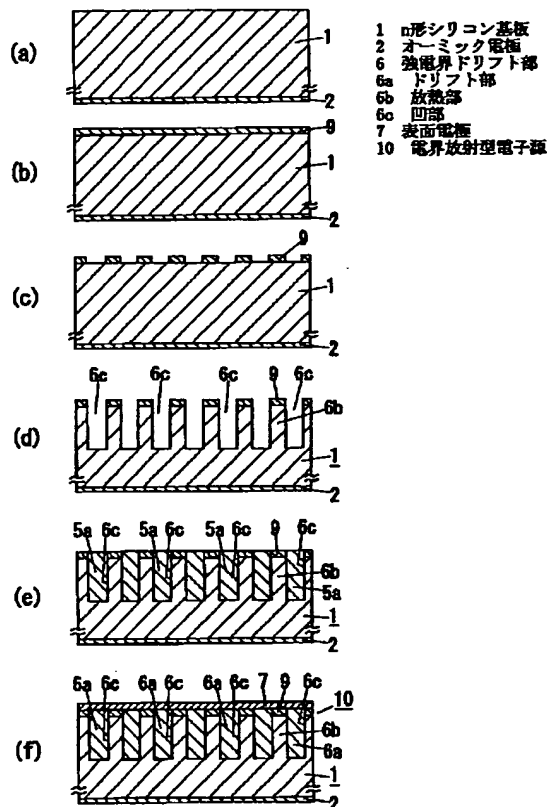 (a)
1
2
(b)
9
1
2
(c)
9
1
2
(d)
6c 6c 6c 9 6c
6b
1
2
(e)
5a 6c 5a 6c 5a 6c 9 6c
6b
5a
1
2
(f)
6a 6c 6a 6c 6a 6c 7 9 6c
10
6b
6a
1
2
1 n形シリコン基板
2 オーミック電極
6 強電界ドリフト部
6a ドリフト部
6b 放熱部
6c 凹部
7 表面電極
10 電界放射型電子源